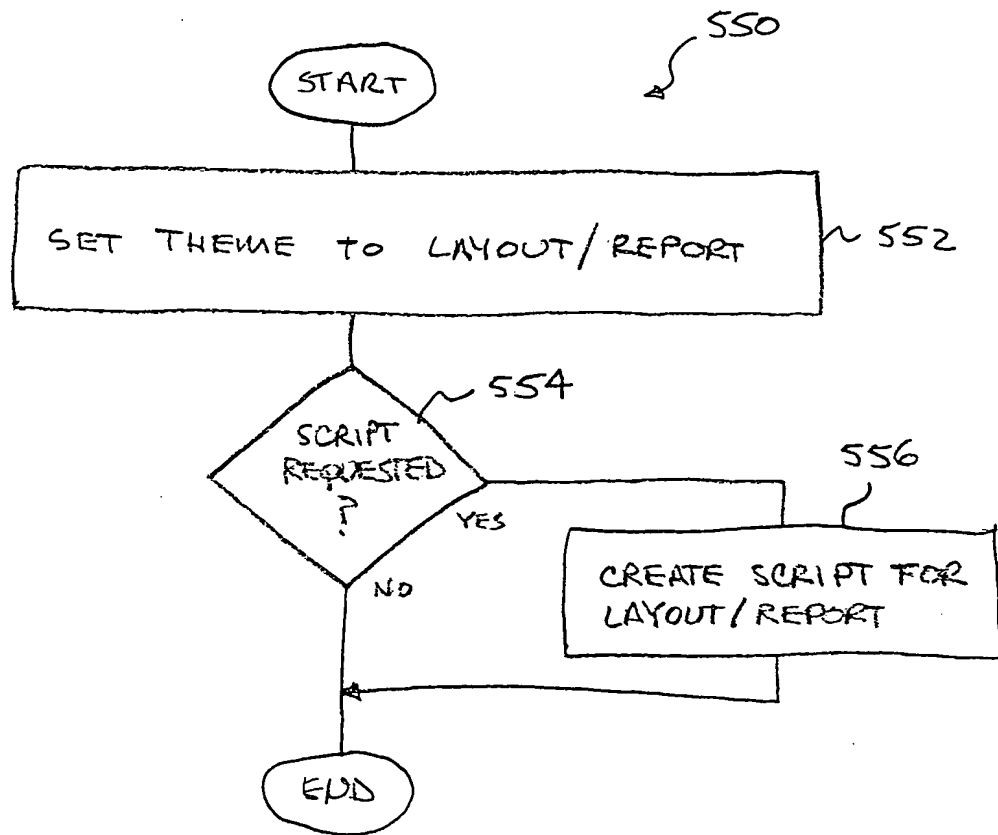 550
START
SET THEME TO LAYOUT/REPORT
552
554
SCRIPT
REQUESTED
?
YES
NO
556
CREATE SCRIPT FOR
LAYOUT/REPORT
END